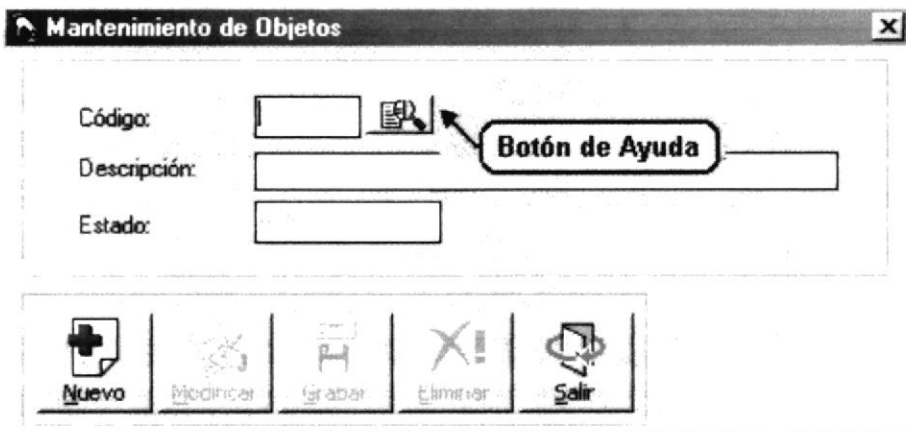 Mantenimiento de Objetos
Código:
Botón de Ayuda
Descripción:
Estado:
Nuevo
Modificar
Grabar
Eliminar
Salir